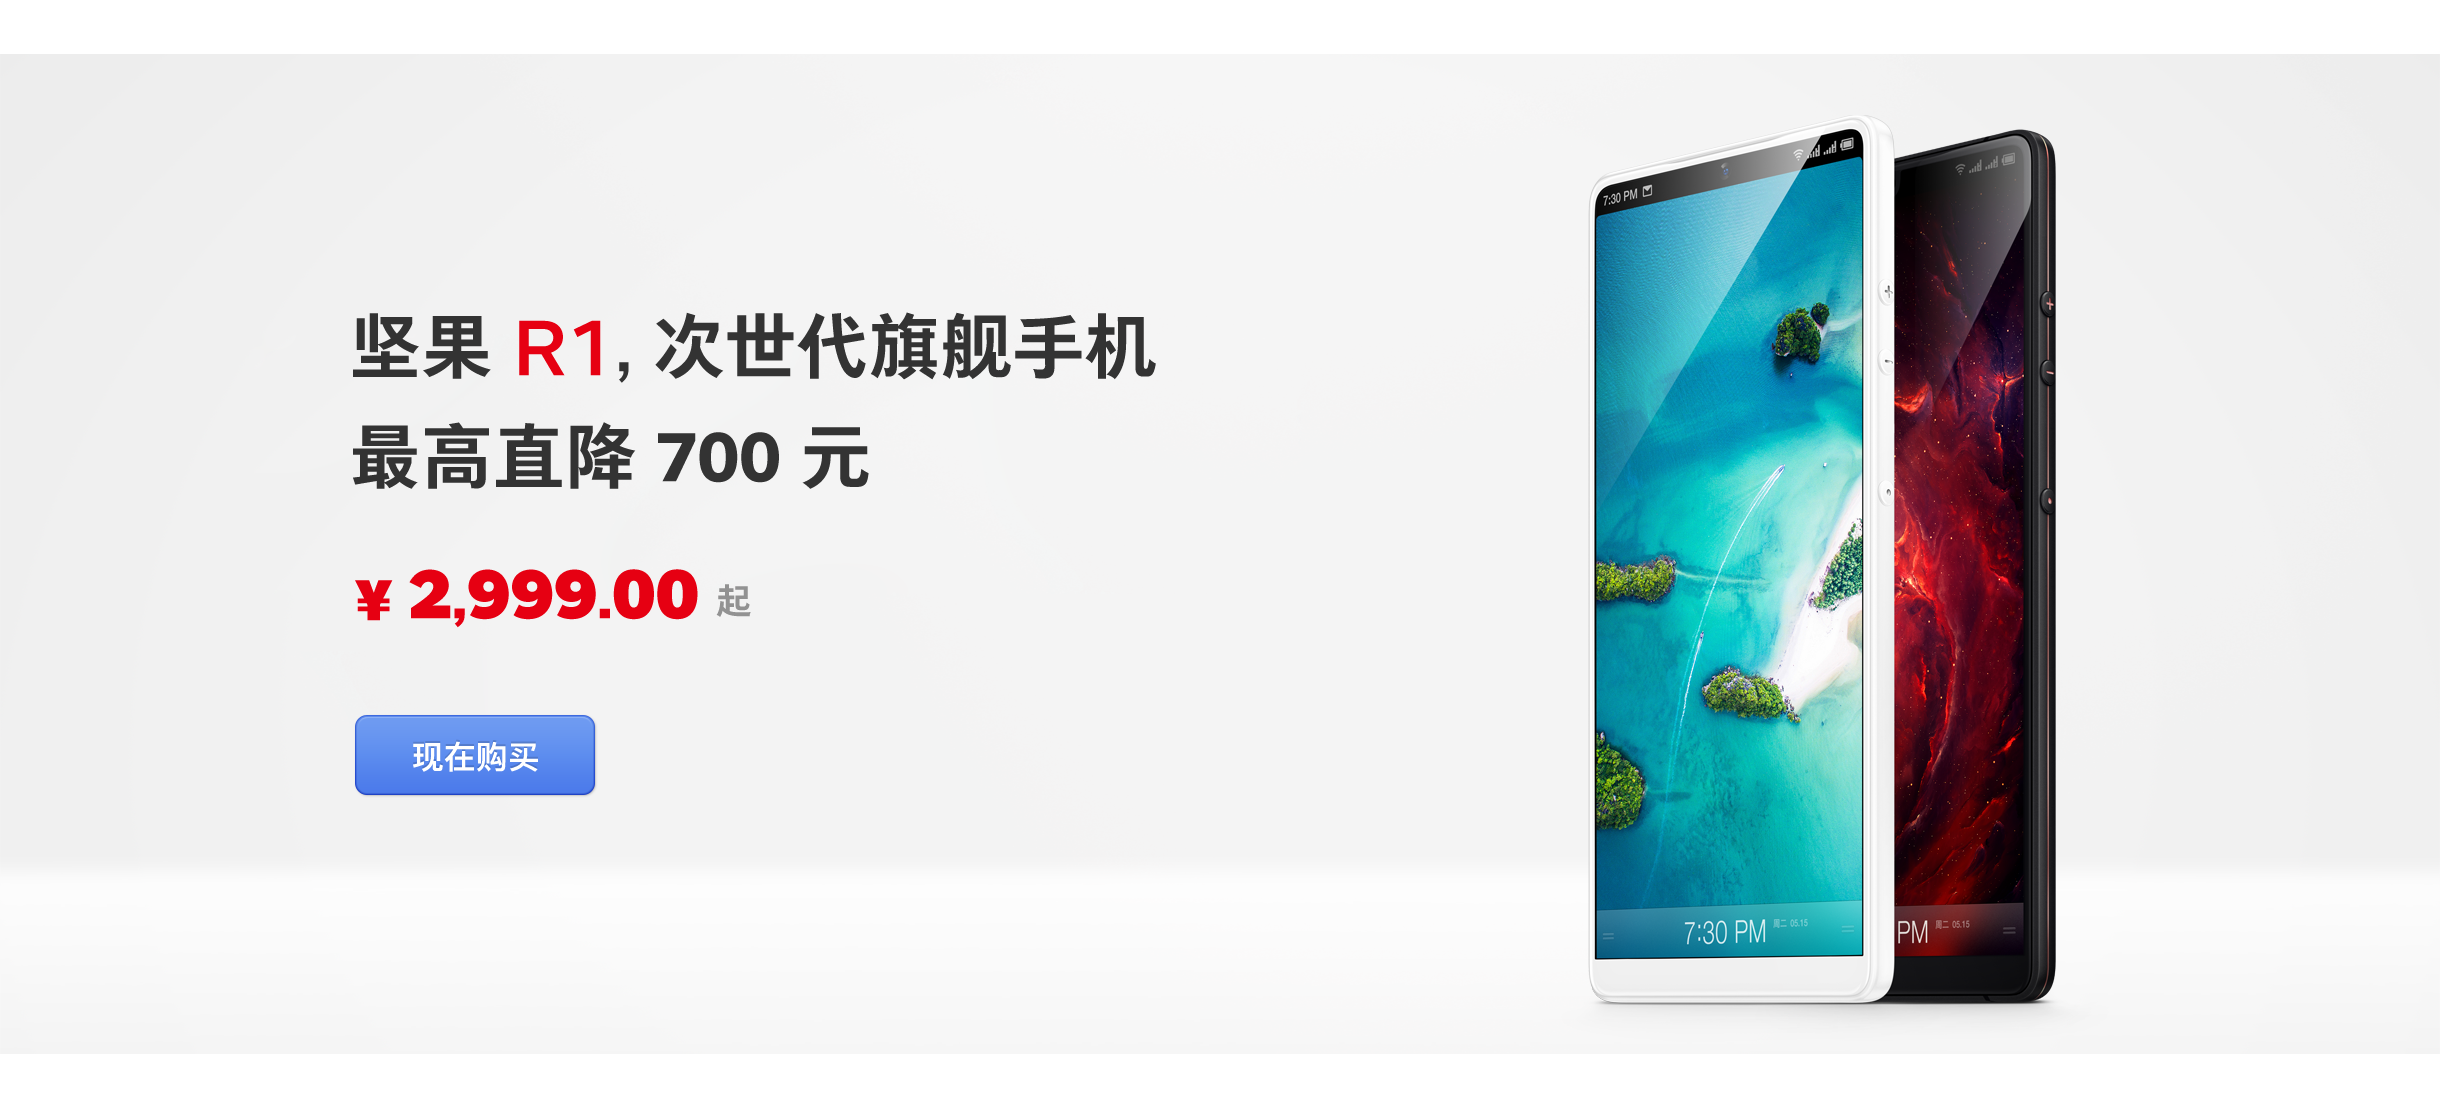 坚果 R1, 次世代旗舰手机
最高直降 700 元
¥ 2,999.00 起
现在购买
7:30 PM
7:30 PM 周二 05.15
PM 周二 05.15